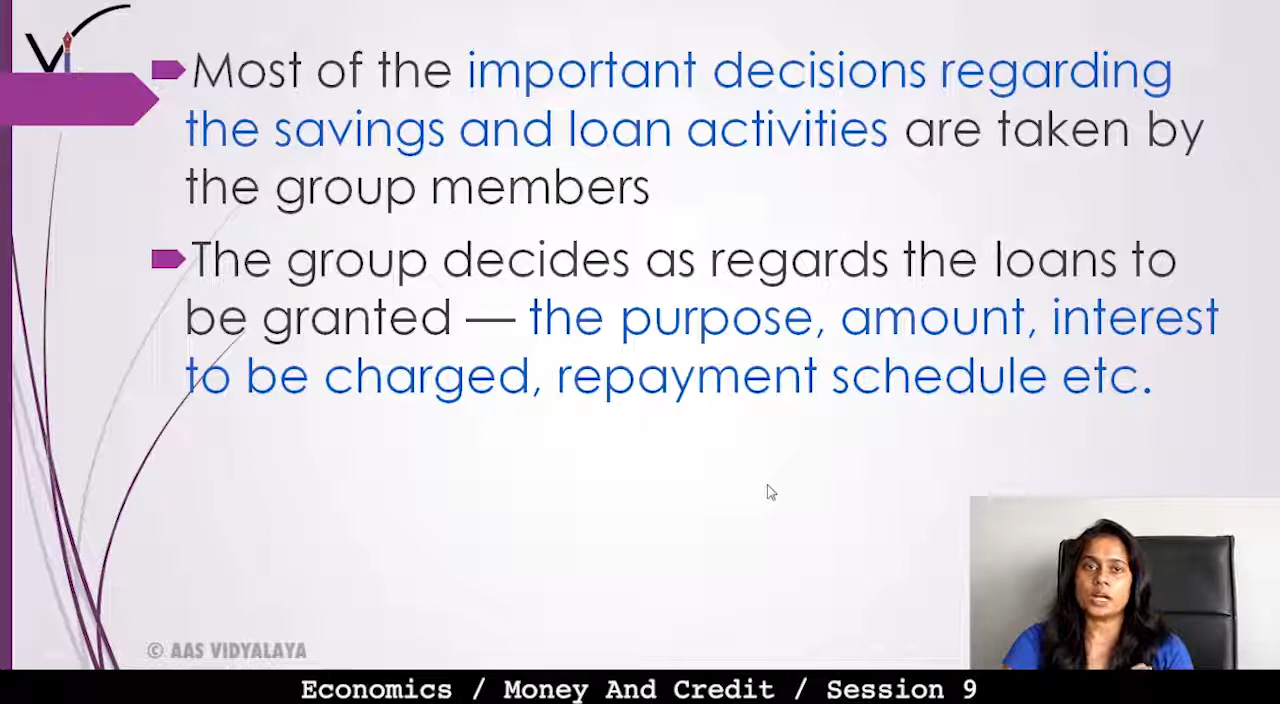 Most of the important decisions regarding
the savings and loan activities are taken by
the group members
The group decides as regards the loans to
be granted — the purpose, amount, interest
to be charged, repayment schedule etc.
© AAS VIDYALAYA
Economics / Money And Credit / Session 9